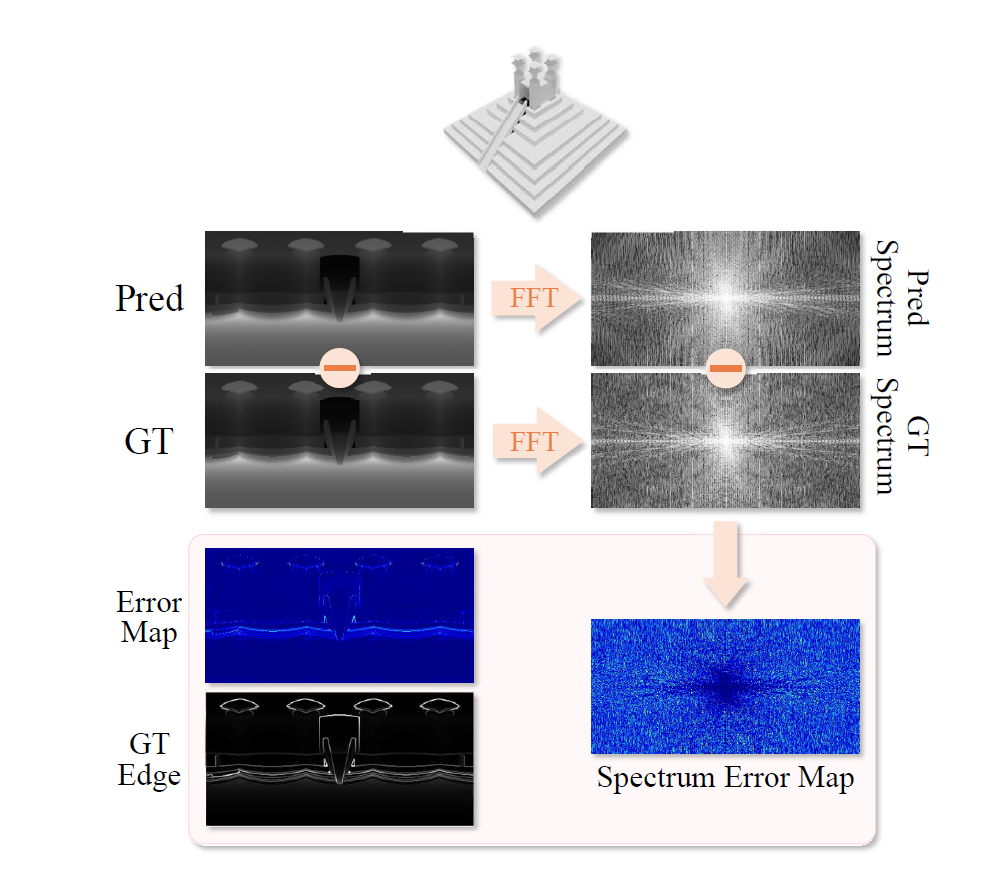 Pred
FFT
Pred
Spectrum
GT
FFT
GT
Spectrum
Error
Map
GT
Edge
Spectrum Error Map